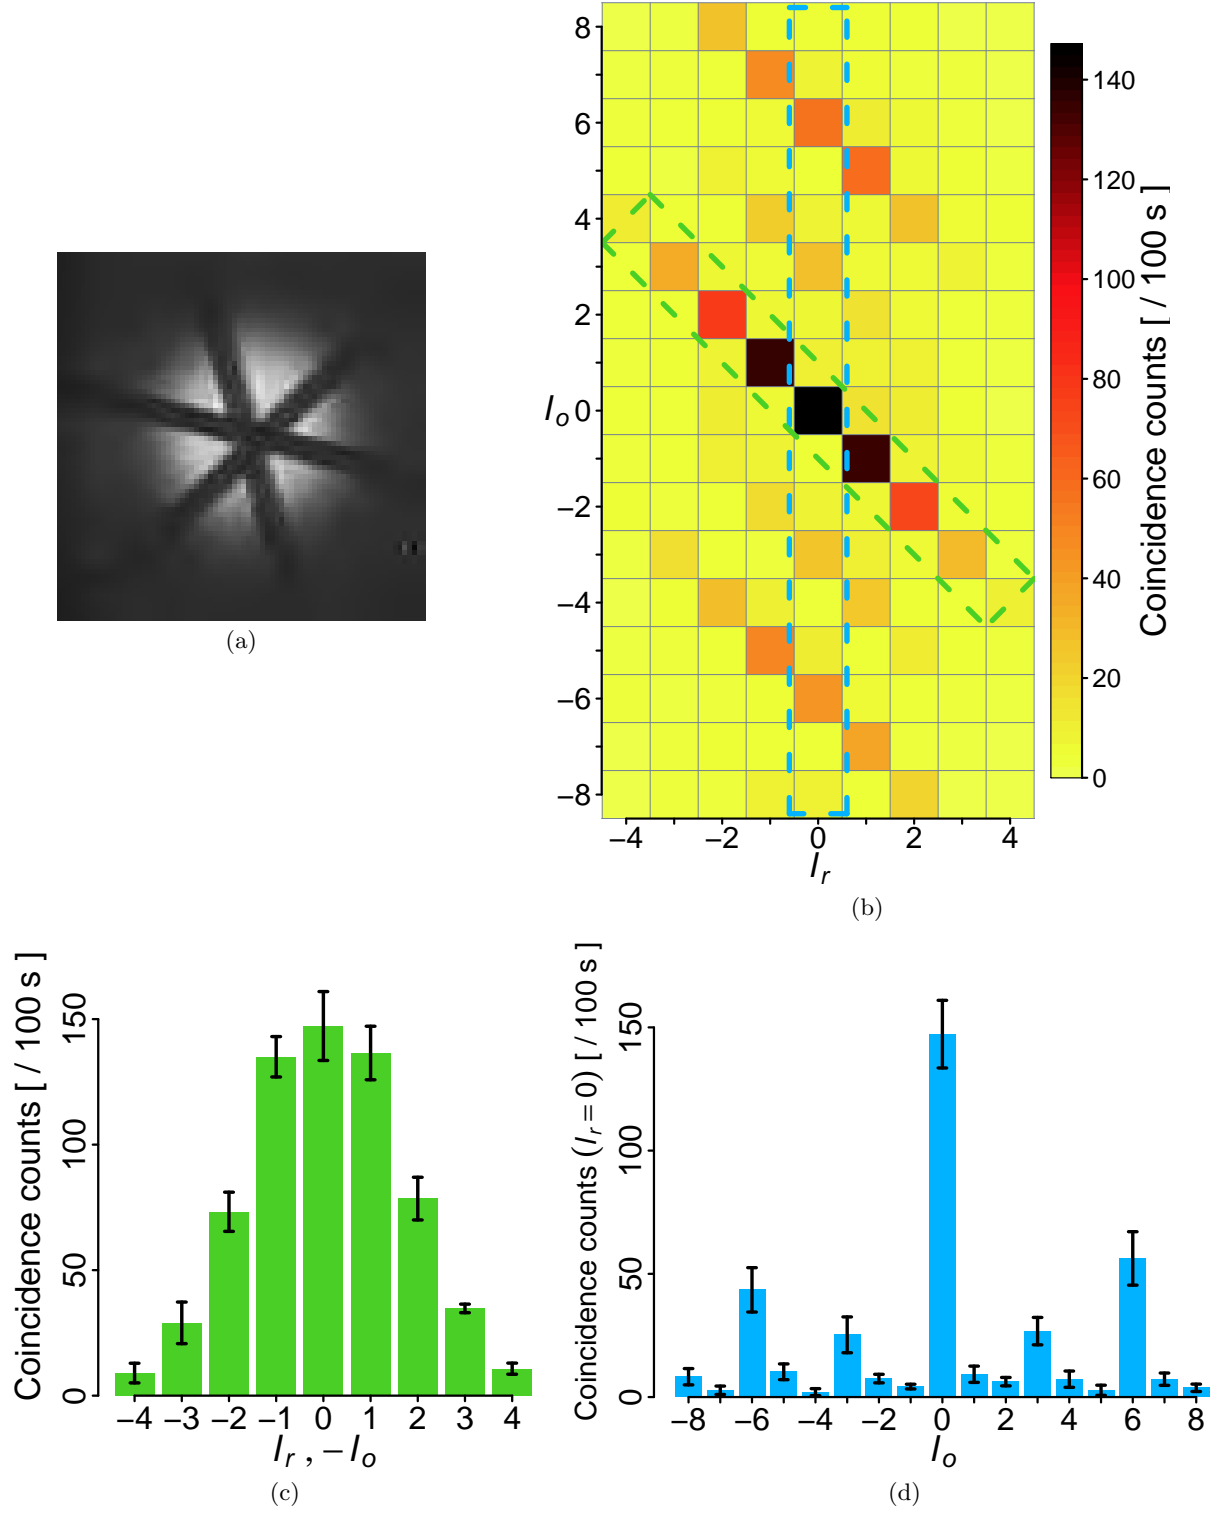 8
6
4
2
l_o 0
−2
−4
−6
−8
−4 −2 0 2 4
l_r
140
120
100
80
60
40
20
0
Coincidence counts [ / 100 s ]
(a)
(b)
Coincidence counts [ / 100 s ]
150
100
50
0
−4 −3 −2 −1 0 1 2 3 4
l_r , −l_o
(c)
Coincidence counts (l_r = 0) [ / 100 s ]
150
100
50
0
−8 −6 −4 −2 0 2 4 6 8
l_o
(d)